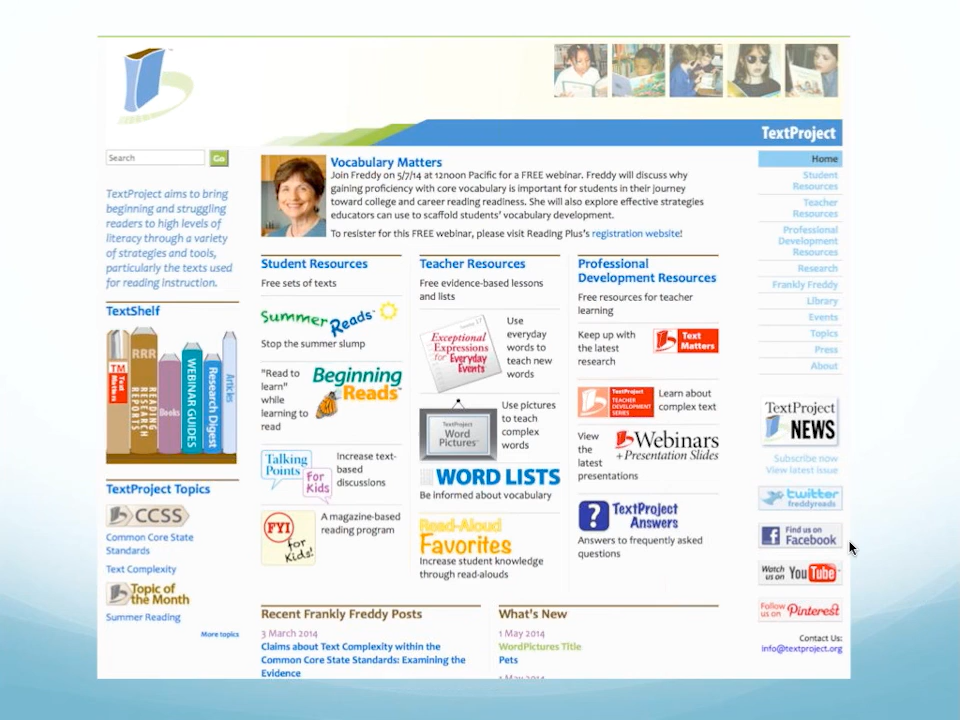 TextProject
Search
Go
TextProject aims to bring
beginning and struggling
readers to high levels of
literacy through a variety
of strategies and tools,
particularly the texts used
for reading instruction.
TextShelf
TM
Text
Matters
RRR
READING
RESEARCH
REPORTS
Books
WEBINAR GUIDES
Research Digest
Articles
TextProject Topics
CCSS
Common Core State
Standards
Text Complexity
Topic of
the Month
Summer Reading
More topics
Vocabulary Matters
Join Freddy on 5/7/14 at 12noon Pacific for a FREE webinar. Freddy will discuss why
gaining proficiency with core vocabulary is important for students in their journey
toward college and career reading readiness. She will also explore effective strategies
educators can use to scaffold students' vocabulary development.
To resister for this FREE webinar, please visit Reading Plus's registration website!
Student Resources
Free sets of texts
Summer Reads
Stop the summer slump
"Read to
learn"
while
learning to
read
Beginning
Reads
Talking
Points
For
Kids
Increase text-
based
discussions
FYI
for
Kids!
A magazine-based
reading program
Teacher Resources
Free evidence-based lessons
and lists
Exceptional
Expressions
for Everyday
Events
Use
everyday
words to
teach new
words
TextProject
Word
Pictures
Use pictures
to teach
complex
words
WORD LISTS
Be informed about vocabulary
Read-Aloud
Favorites
Increase student knowledge
through read-alouds
Professional
Development Resources
Free resources for teacher
learning
Keep up with
the latest
research
Text
Matters
TextProject
TEACHER
DEVELOPMENT
SERIES
Learn about
complex text
View
the
latest
presentations
Webinars
+Presentation Slides
?
TextProject
Answers
Answers to frequently asked
questions
Recent Frankly Freddy Posts
3 March 2014
Claims about Text Complexity within the
Common Core State Standards: Examining the
Evidence
What's New
1 May 2014
WordPictures Title
Pets
1 May 2014
Home
Student
Resources
Teacher
Resources
Professional
Development
Resources
Research
Frankly Freddy
Library
Events
Topics
Press
About
TextProject
NEWS
Subscribe now
View latest issue
twitter
freddyreads
Find us on
Facebook
Watch
us on
YouTube
Follow
us on
Pinterest
Contact Us:
info@textproject.org